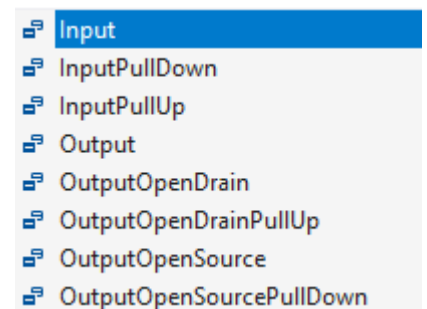 Input
InputPullDown
InputPullUp
Output
OutputOpenDrain
OutputOpenDrainPullUp
OutputOpenSource
OutputOpenSourcePullDown